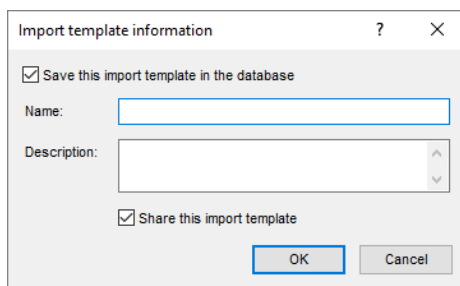 Import template information ?
Save this import template in the database
Name:
Description:
Share this import template
OK Cancel